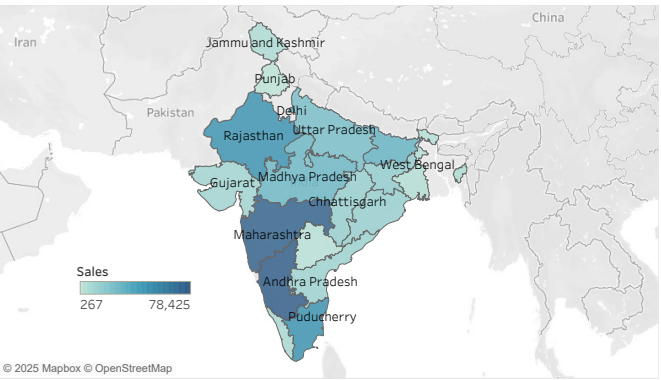 China
Iran
Jammu and Kashmir
Punjab
Pakistan
Delhi
Rajasthan
Uttar Pradesh
West Bengal
Gujarat
Madhya Pradesh
Chhattisgarh
Maharashtra
Sales
267
78,425
Andhra Pradesh
Puducherry
© 2025 Mapbox © OpenStreetMap